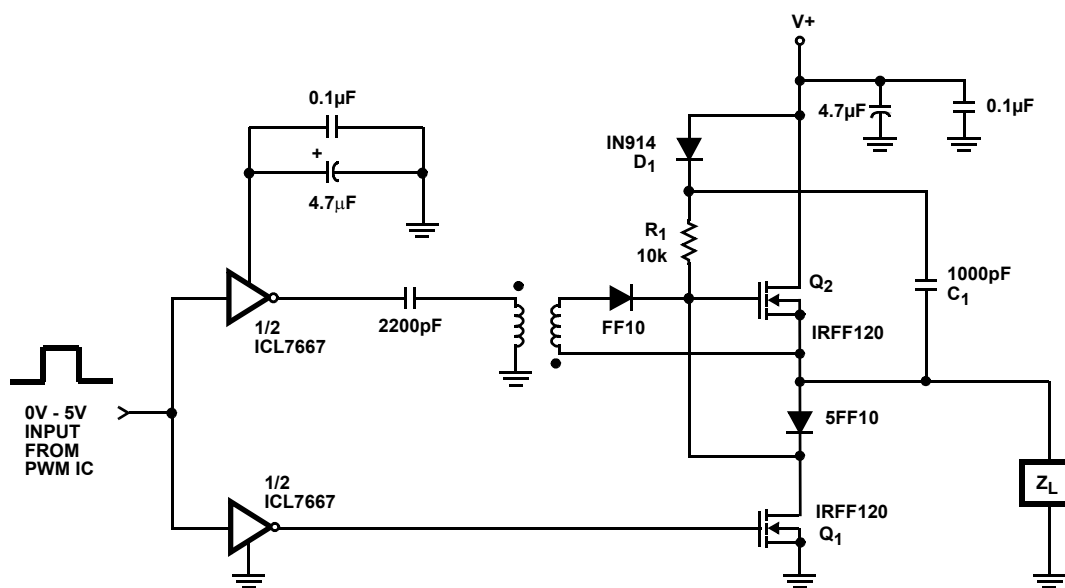 V+
0.1µF
+
4.7μF
4.7µF
0.1µF
IN914
D1
R1
10k
1000pF
C1
Q2
IRFF120
2200pF
FF10
1/2
ICL7667
5FF10
0V - 5V
INPUT
FROM
PWM IC
1/2
ICL7667
IRFF120
Q1
ZL